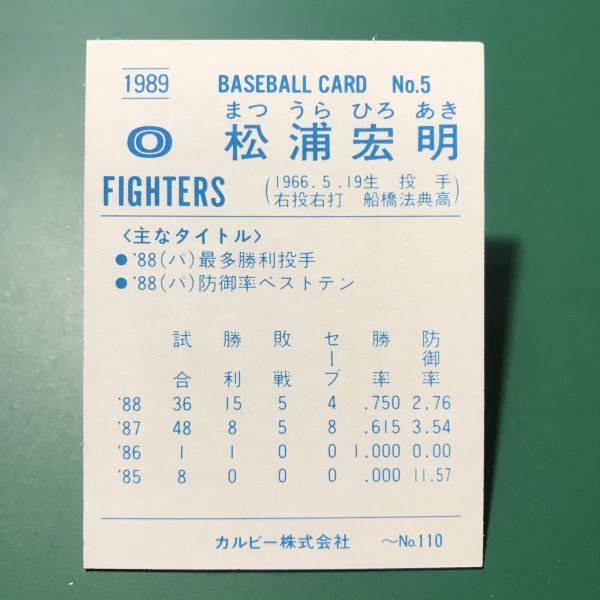 1989 BASEBALL CARD No.5
まつ うら ひろ あき
松浦宏明
FIGHTERS
(1966.5.19生 投手
右投右打 船橋法典高)
〈主なタイトル〉
●'88(パ)最多勝利投手
●'88(パ)防御率ベストテン
試合 勝利 敗戦 セーブ 勝率 防御率
'88 36 15 5 4 .750 2.76
'87 48 8 5 8 .615 3.54
'86 1 1 0 0 1.000 0.00
'85 8 0 0 0 .000 11.57
カルビー株式会社 〜No.110